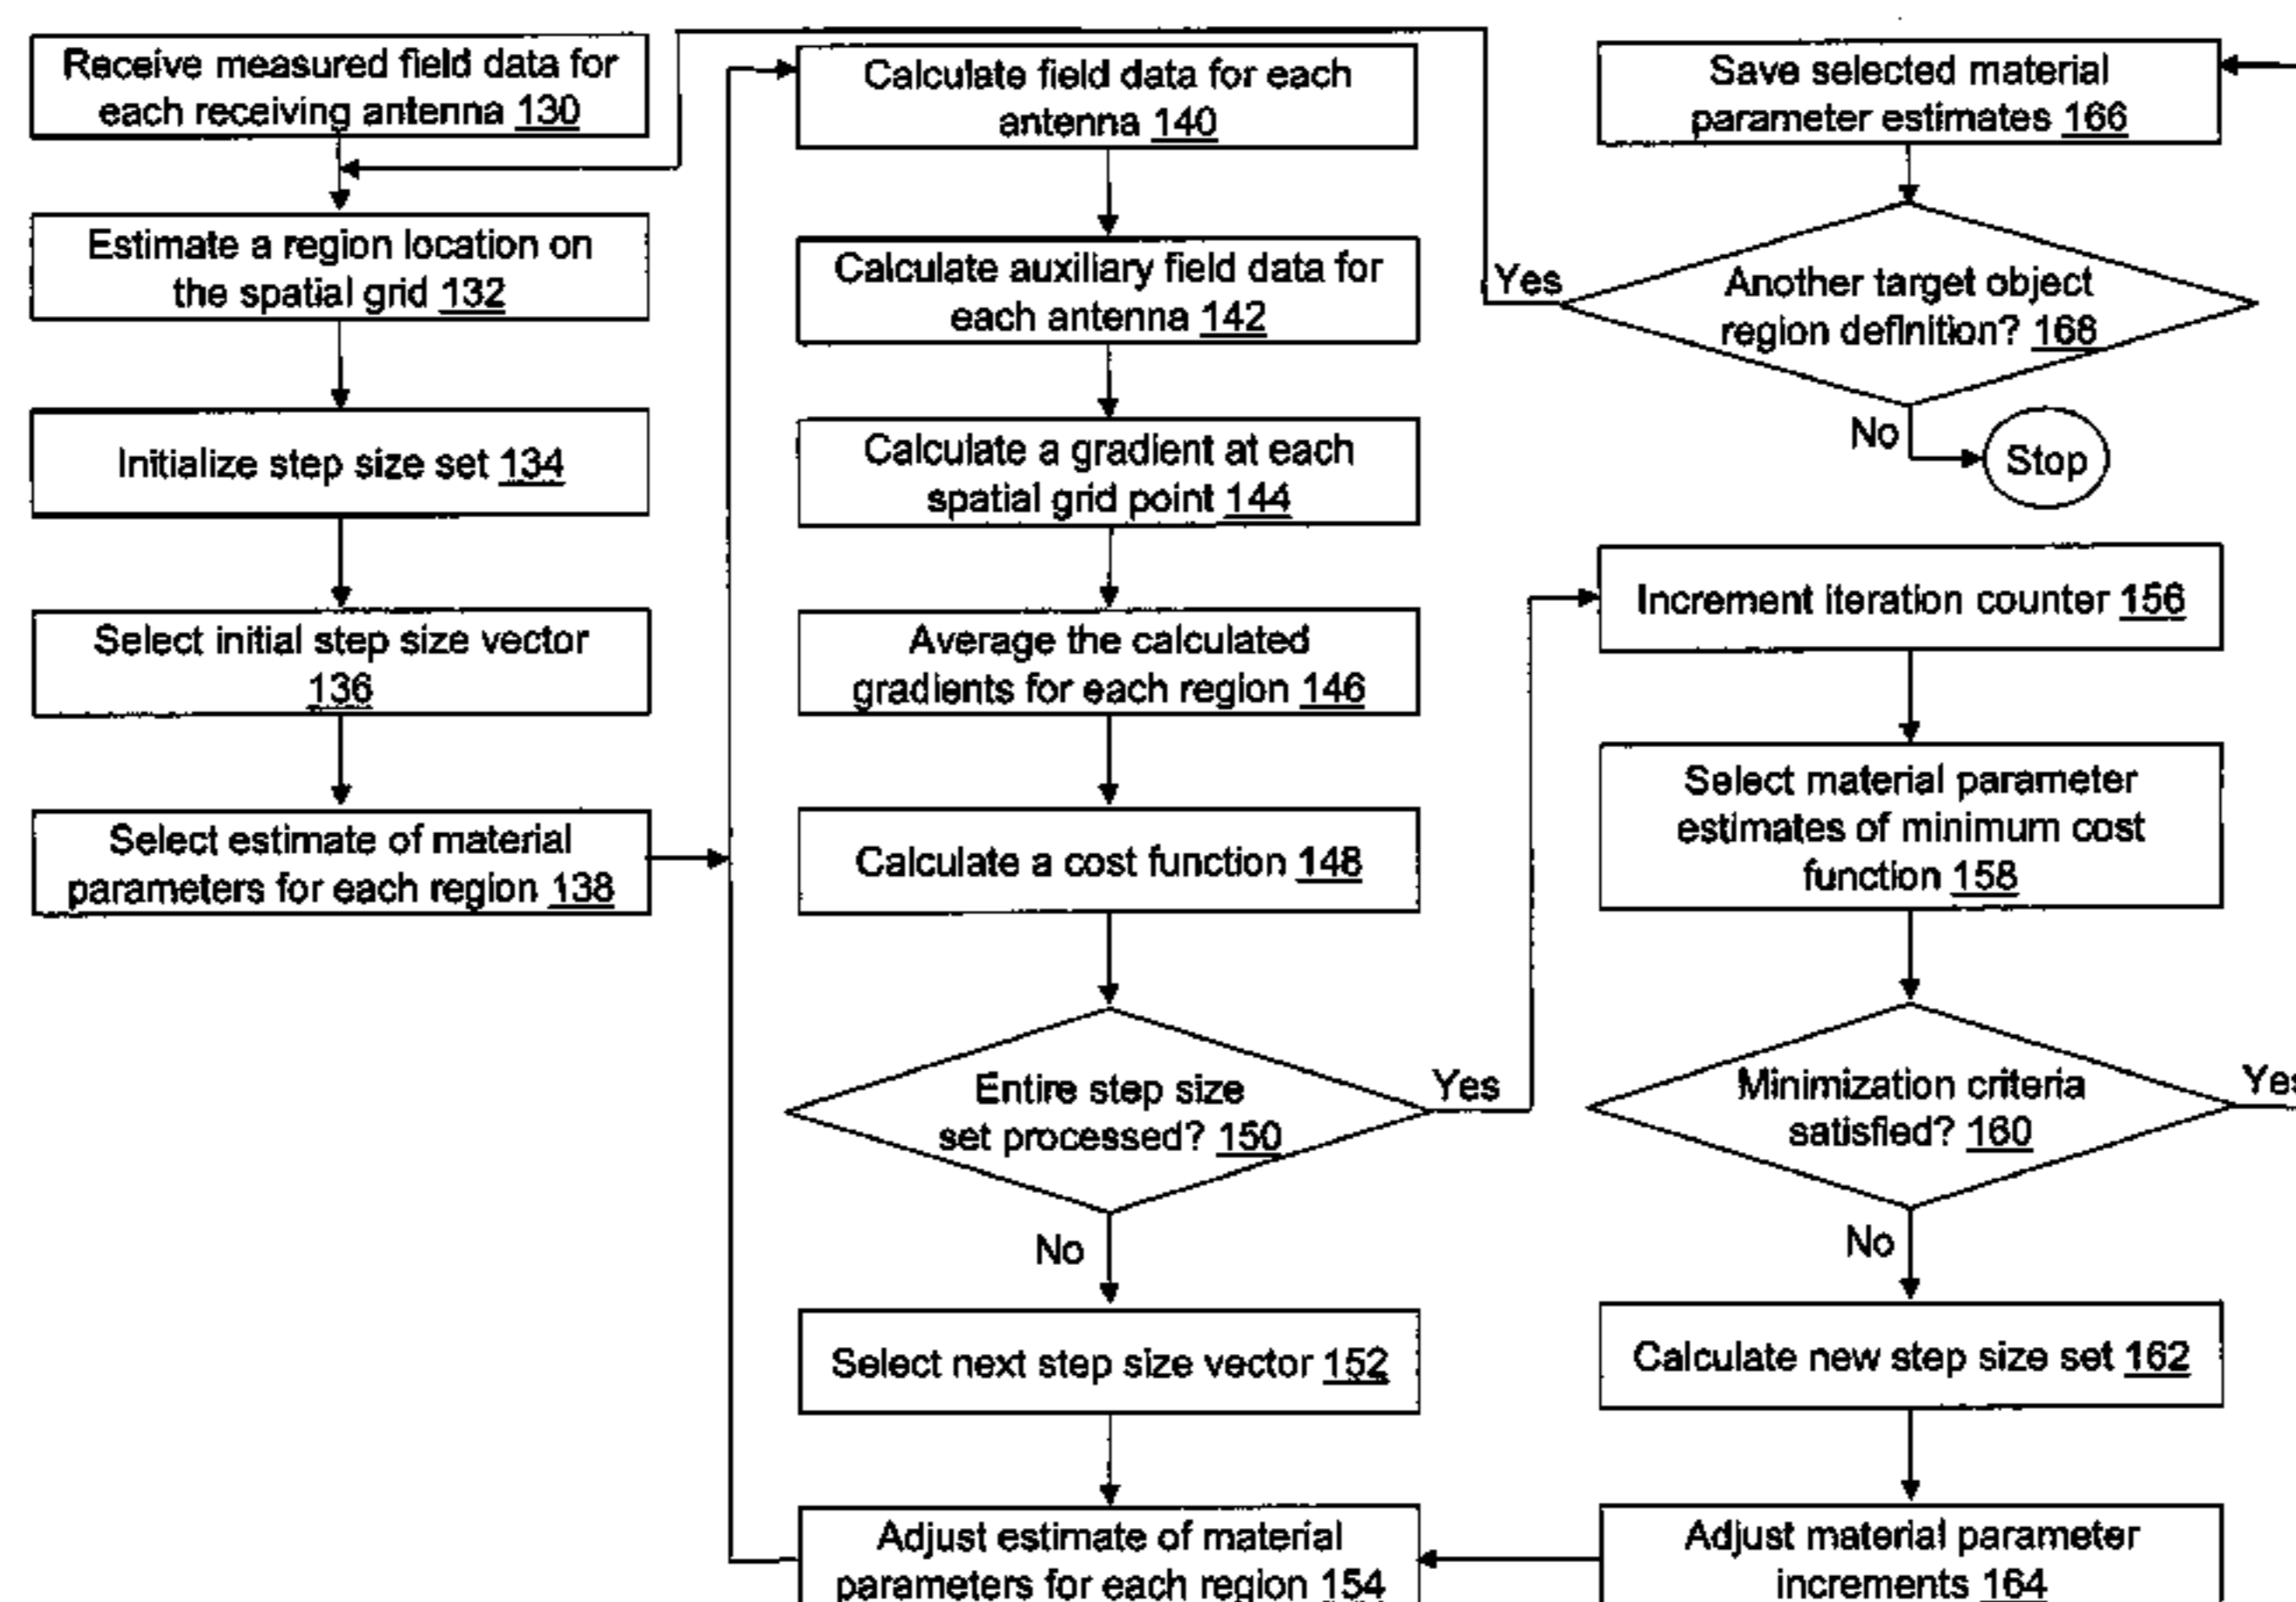 Receive measured field data for
each receiving antenna 130
Estimate a region location on
the spatial grid 132
Initialize step size set 134
Select initial step size vector
136
Select estimate of material
parameters for each region 138
Calculate field data for each
antenna 140
Calculate auxiliary field data for
each antenna 142
Calculate a gradient at each
spatial grid point 144
Average the calculated
gradients for each region 146
Calculate a cost function 148
Entire step size
set processed? 150
Yes
No
Select next step size vector 152
Adjust estimate of material
parameters for each region 154
Increment iteration counter 156
Select material parameter
estimates of minimum cost
function 158
Minimization criteria
satisfied? 160
Yes
No
Calculate new step size set 162
Adjust material parameter
increments 164
Save selected material
parameter estimates 166
Another target object
region definition? 168
Yes
No
Stop